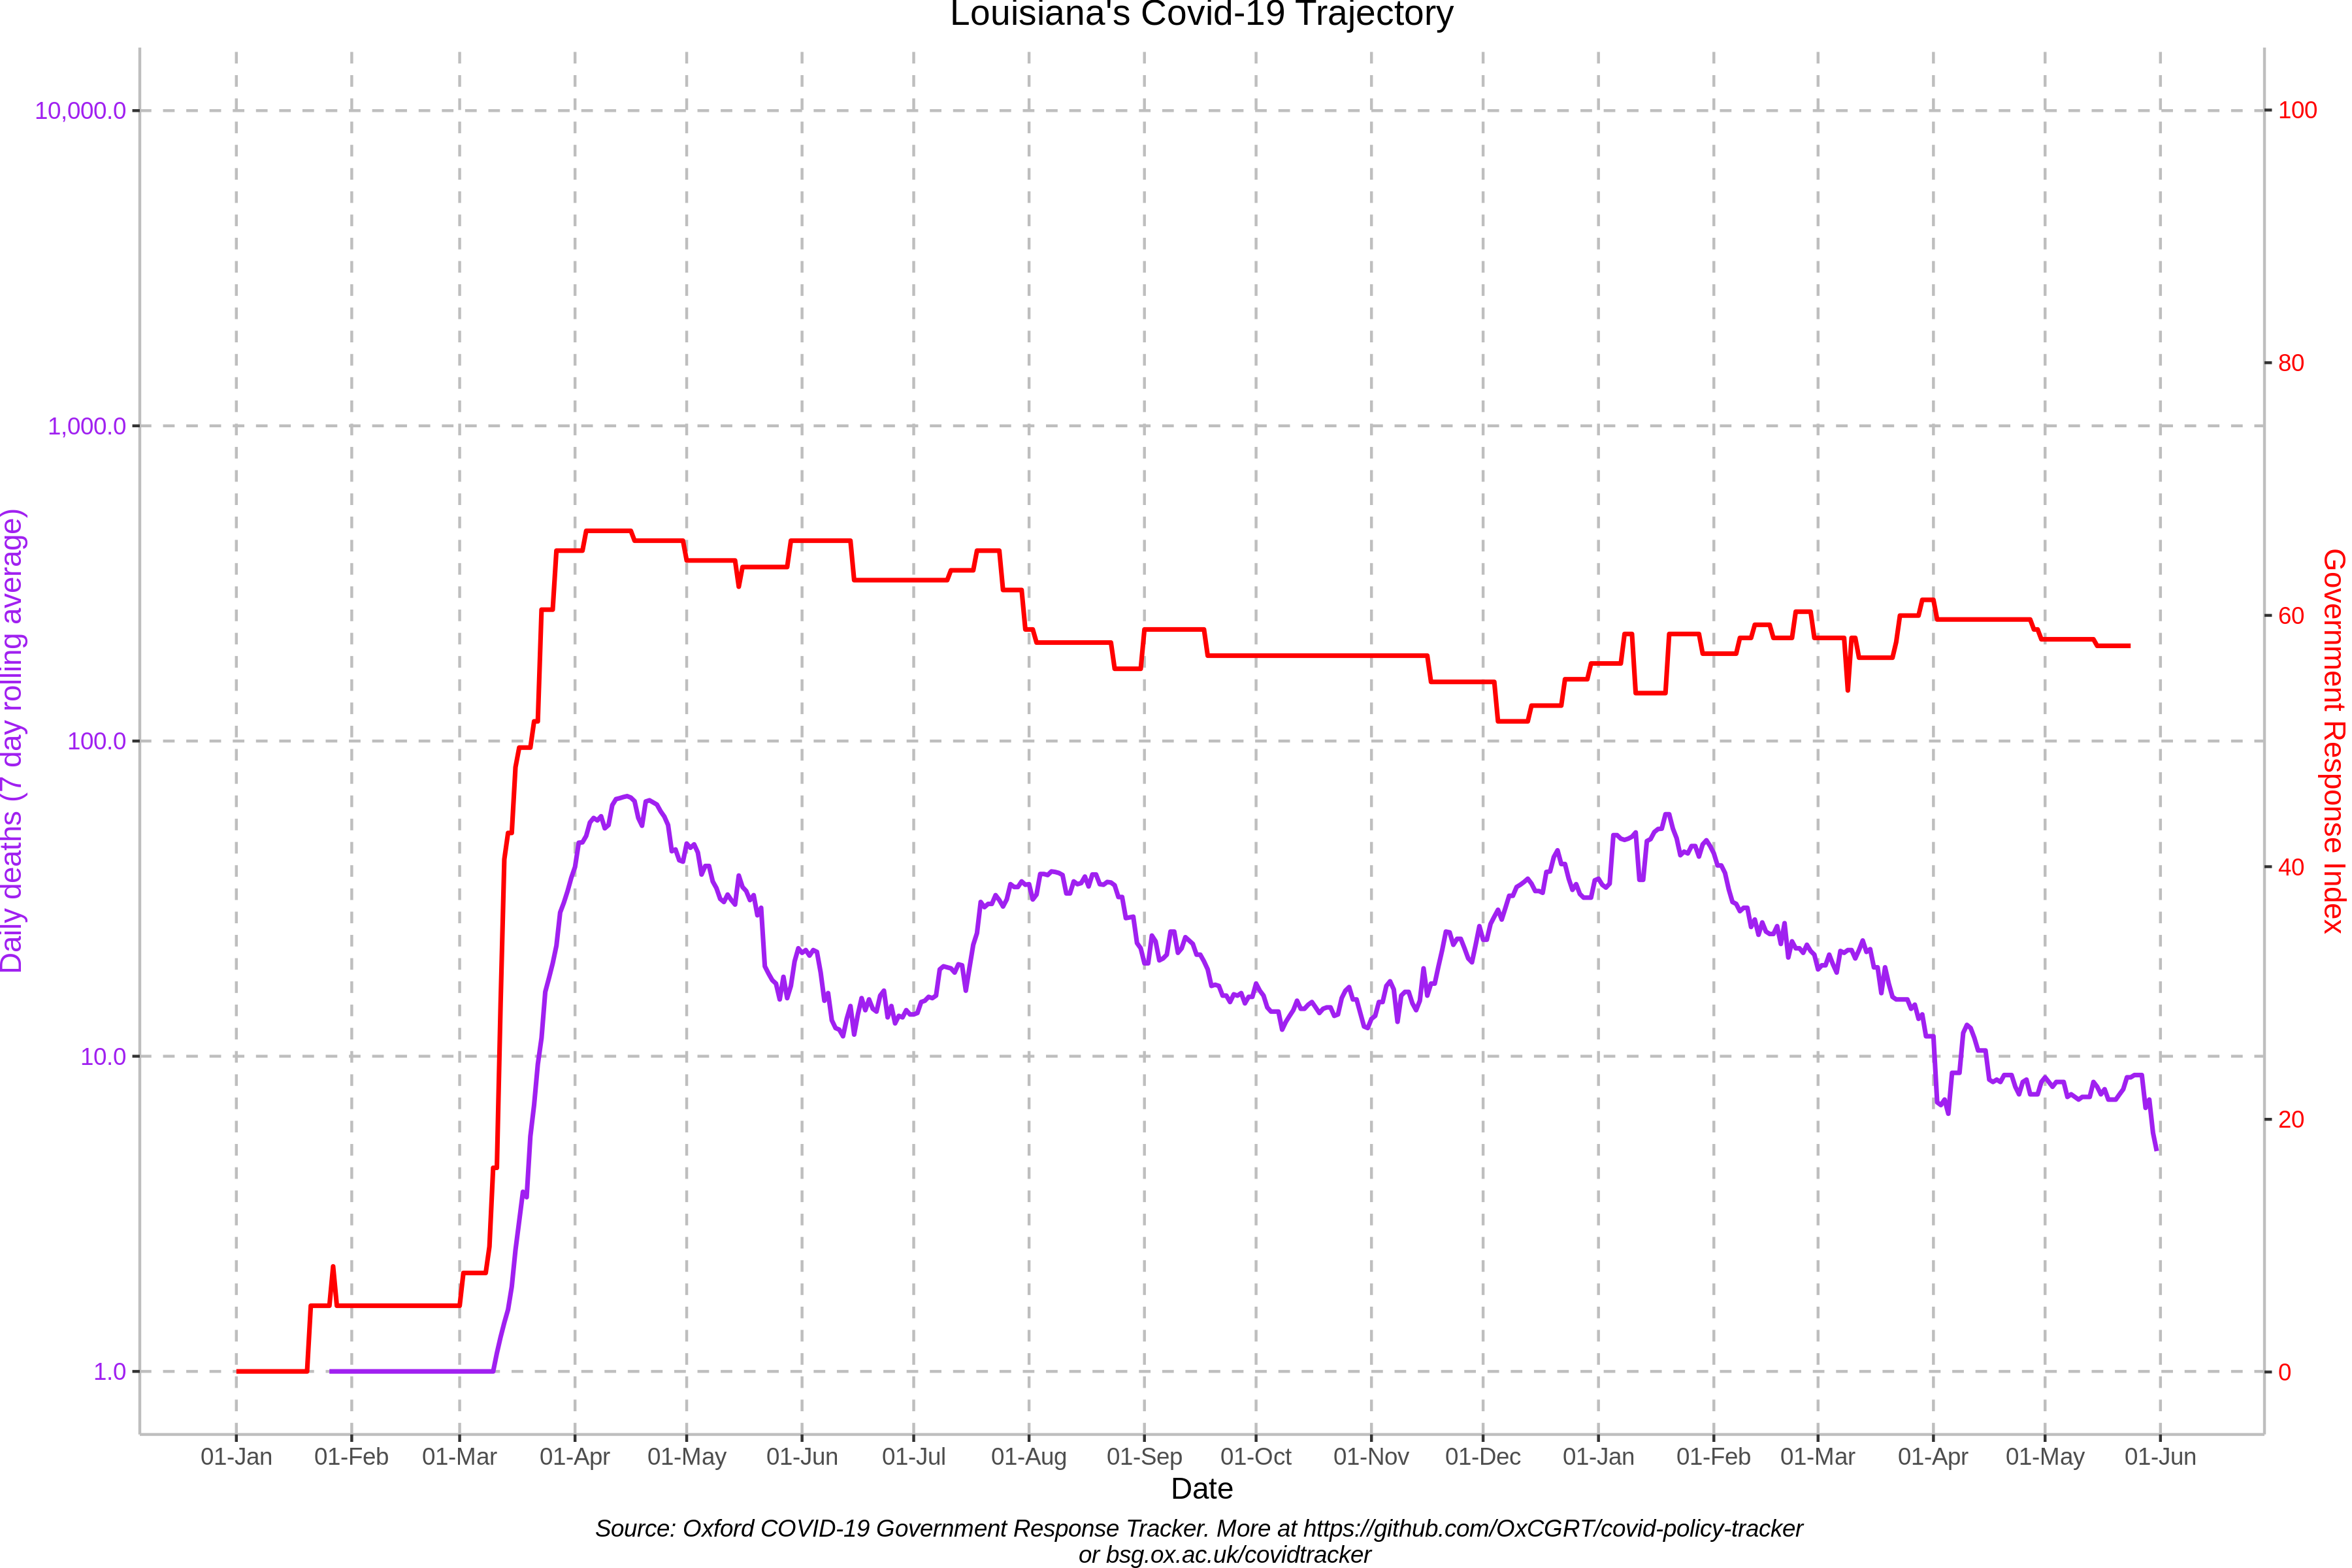 Louisiana's Covid-19 Trajectory
10,000.0
1,000.0
100.0
10.0
1.0
Daily deaths (7 day rolling average)
100
80
60
40
20
0
Government Response Index
01-Jan 01-Feb 01-Mar 01-Apr 01-May 01-Jun 01-Jul 01-Aug 01-Sep 01-Oct 01-Nov 01-Dec 01-Jan 01-Feb 01-Mar 01-Apr 01-May 01-Jun
Date
Source: Oxford COVID-19 Government Response Tracker. More at https://github.com/OxCGRT/covid-policy-tracker
or bsg.ox.ac.uk/covidtracker